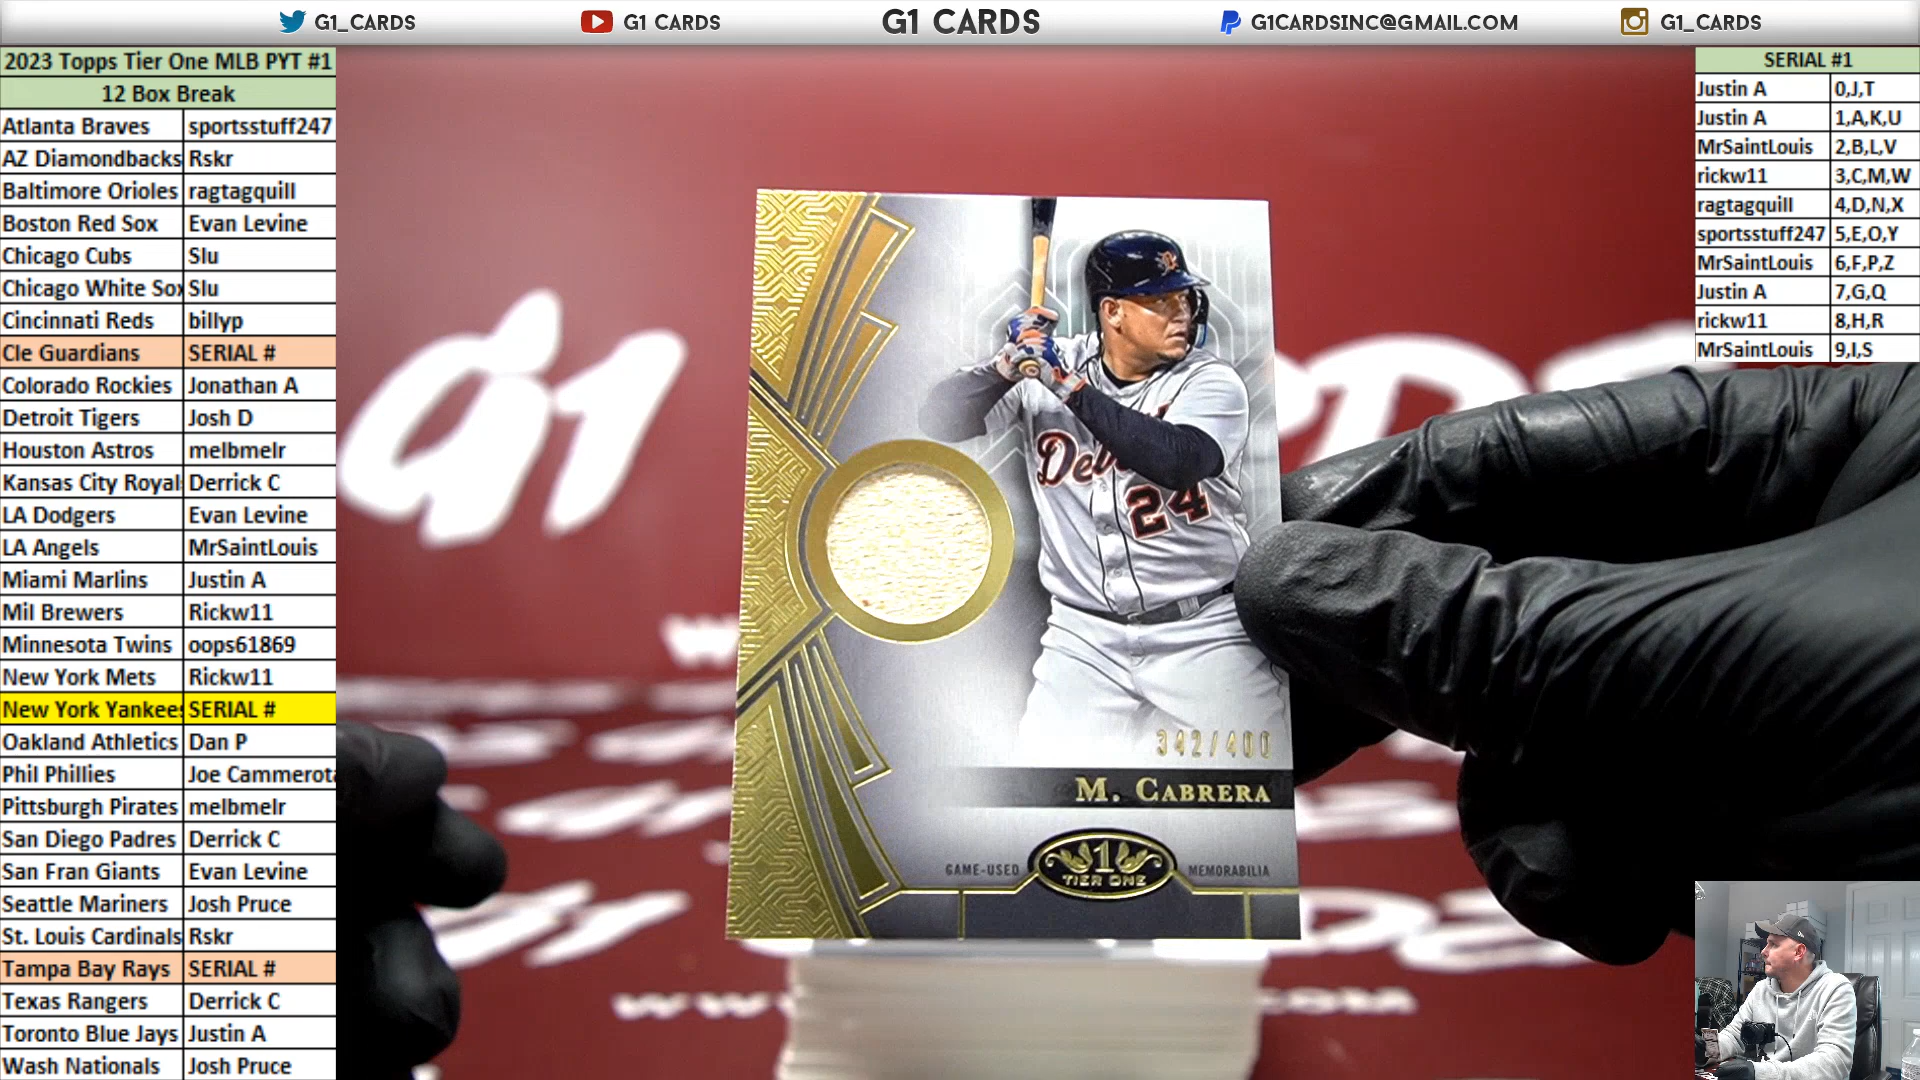 G1_CARDS
G1 CARDS
G1 CARDS
G1CARDSINC@GMAIL.COM
G1_CARDS
2023 Topps Tier One MLB PYT #1
12 Box Break
Atlanta Braves sportsstuff247
AZ Diamondbacks Rskr
Baltimore Orioles ragtagquill
Boston Red Sox Evan Levine
Chicago Cubs Slu
Chicago White Sox Slu
Cincinnati Reds billyp
Cle Guardians SERIAL #
Colorado Rockies Jonathan A
Detroit Tigers Josh D
Houston Astros melbmelr
Kansas City Royal Derrick C
LA Dodgers Evan Levine
LA Angels MrSaintLouis
Miami Marlins Justin A
Mil Brewers Rickw11
Minnesota Twins oops61869
New York Mets Rickw11
New York Yankees SERIAL #
Oakland Athletics Dan P
Phil Phillies Joe Cammerota
Pittsburgh Pirates melbmelr
San Diego Padres Derrick C
San Fran Giants Evan Levine
Seattle Mariners Josh Pruce
St. Louis Cardinals Rskr
Tampa Bay Rays SERIAL #
Texas Rangers Derrick C
Toronto Blue Jays Justin A
Wash Nationals Josh Pruce
SERIAL #1
Justin A 0,J,T
Justin A 1,A,K,U
MrSaintLouis 2,B,L,V
rickw11 3,C,M,W
ragtagquill 4,D,N,X
sportsstuff247 5,E,O,Y
MrSaintLouis 6,F,P,Z
Justin A 7,G,Q
rickw11 8,H,R
MrSaintLouis 9,I,S
G1
24
342/400
M. CABRERA
GAME-USED
1
TIER ONE
MEMORABILIA